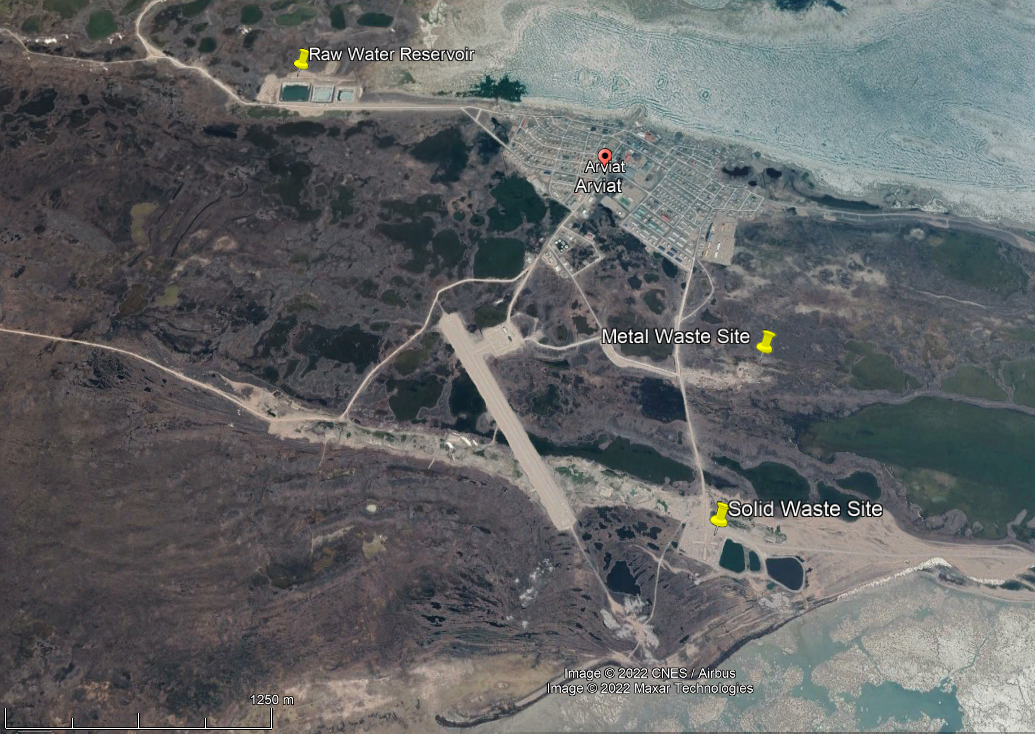 Raw Water Reservoir
Arviat
Arviat
Metal Waste Site
Solid Waste Site
Image © 2022 CNES / Airbus
Image © 2022 Maxar Technologies
1250 m